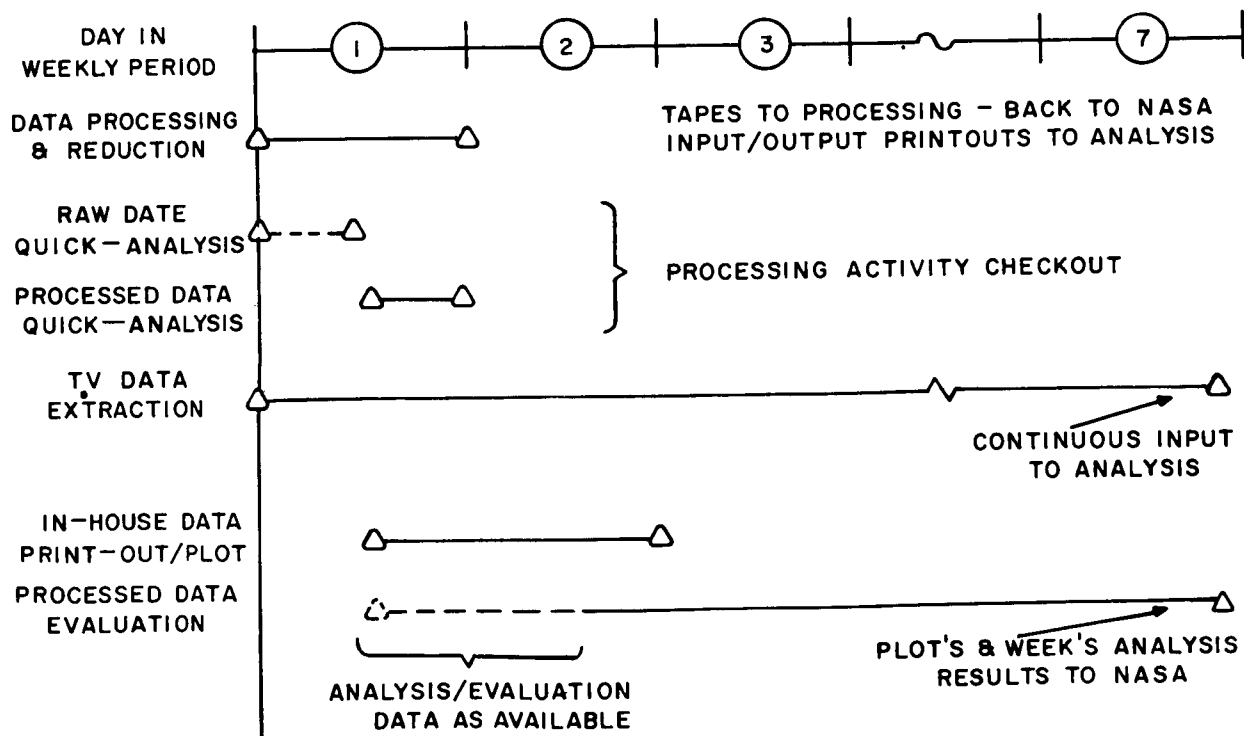 DAY IN
WEEKLY PERIOD
1
2
3
7
DATA PROCESSING
& REDUCTION
TAPES TO PROCESSING – BACK TO NASA
INPUT/OUTPUT PRINTOUTS TO ANALYSIS
RAW DATE
QUICK–ANALYSIS
PROCESSED DATA
QUICK–ANALYSIS
PROCESSING ACTIVITY CHECKOUT
TV DATA
EXTRACTION
CONTINUOUS INPUT
TO ANALYSIS
IN–HOUSE DATA
PRINT–OUT/PLOT
PROCESSED DATA
EVALUATION
PLOT'S & WEEK'S ANALYSIS
RESULTS TO NASA
ANALYSIS/EVALUATION
DATA AS AVAILABLE